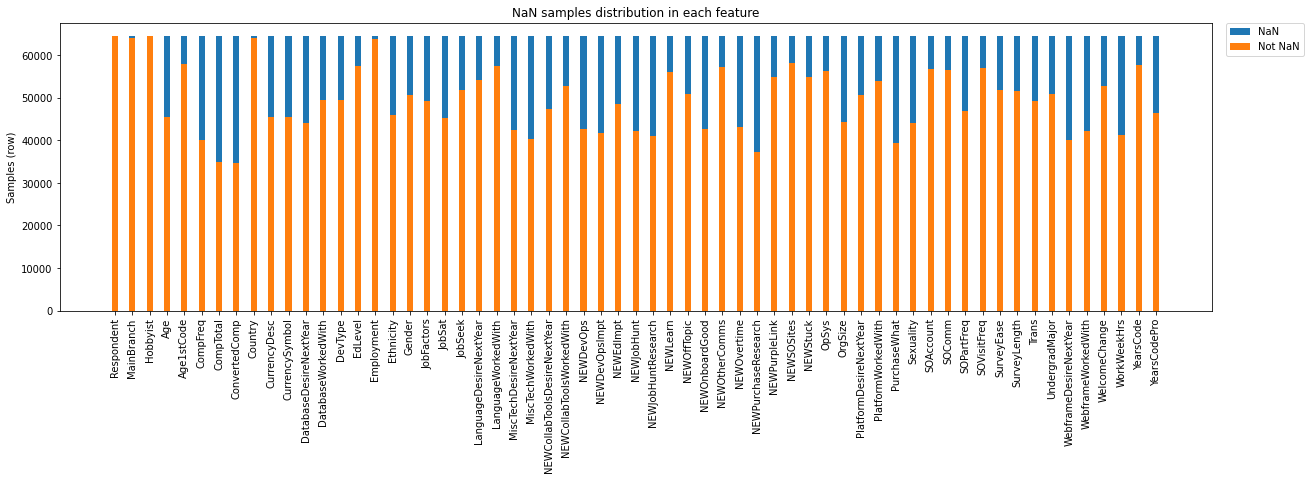 NaN samples distribution in each feature
NaN
Not NaN
Samples (row)
60000
50000
40000
30000
20000
10000
0
Respondent
MainBranch
Hobbyist
Age
Age1stCode
CompFreq
CompTotal
ConvertedComp
Country
CurrencyDesc
CurrencySymbol
DatabaseDesireNextYear
DatabaseWorkedWith
DevType
EdLevel
Employment
Ethnicity
Gender
JobFactors
JobSat
JobSeek
LanguageDesireNextYear
LanguageWorkedWith
MiscTechDesireNextYear
MiscTechWorkedWith
NEWCollabToolsDesireNextYear
NEWCollabToolsWorkedWith
NEWDevOps
NEWDevOpsImpt
NEWEdImpt
NEWJobHunt
NEWJobHuntResearch
NEWLearn
NEWOffTopic
NEWOnboardGood
NEWOtherComms
NEWOvertime
NEWPurchaseResearch
NEWPurpleLink
NEWSOSites
NEWStuck
OpSys
OrgSize
PlatformDesireNextYear
PlatformWorkedWith
PurchaseWhat
Sexuality
SOAccount
SOComm
SOPartFreq
SOVisitFreq
SurveyEase
SurveyLength
Trans
UndergradMajor
WebframeDesireNextYear
WebframeWorkedWith
WelcomeChange
WorkWeekHrs
YearsCode
YearsCodePro